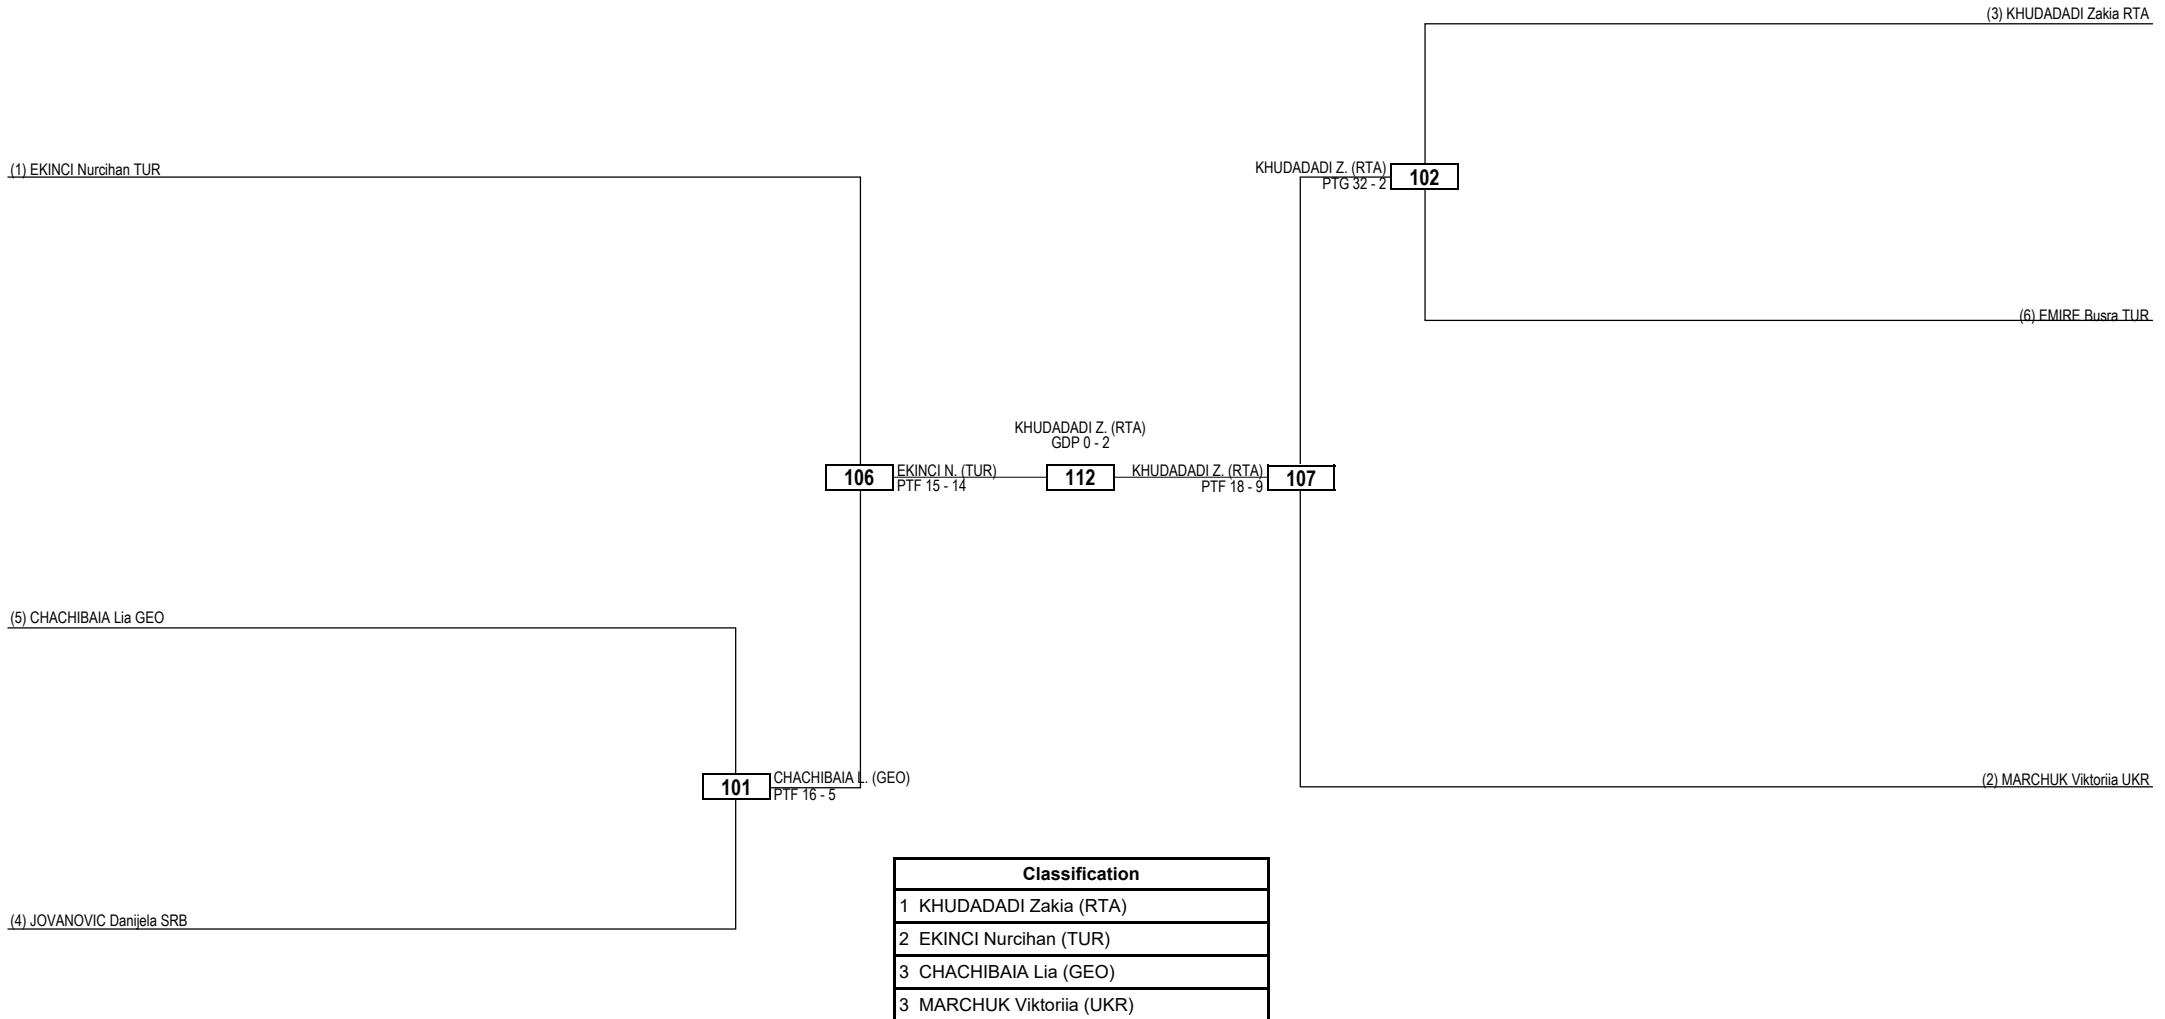 (3) KHUDADADI Zakia RTA
(1) EKINCI Nurcihan TUR
KHUDADADI Z. (RTA)
PTG 32 - 2
102
(6) EMIRE Busra TUR
KHUDADADI Z. (RTA)
GDP 0 - 2
106
EKINCI N. (TUR)
PTF 15 - 14
112
KHUDADADI Z. (RTA)
PTF 18 - 9
107
(5) CHACHIBAIA Lia GEO
101
CHACHIBAIA L. (GEO)
PTF 16 - 5
(2) MARCHUK Viktoriia UKR
(4) JOVANOVIC Danijela SRB
Classification
1 KHUDADADI Zakia (RTA)
2 EKINCI Nurcihan (TUR)
3 CHACHIBAIA Lia (GEO)
3 MARCHUK Viktoriia (UKR)